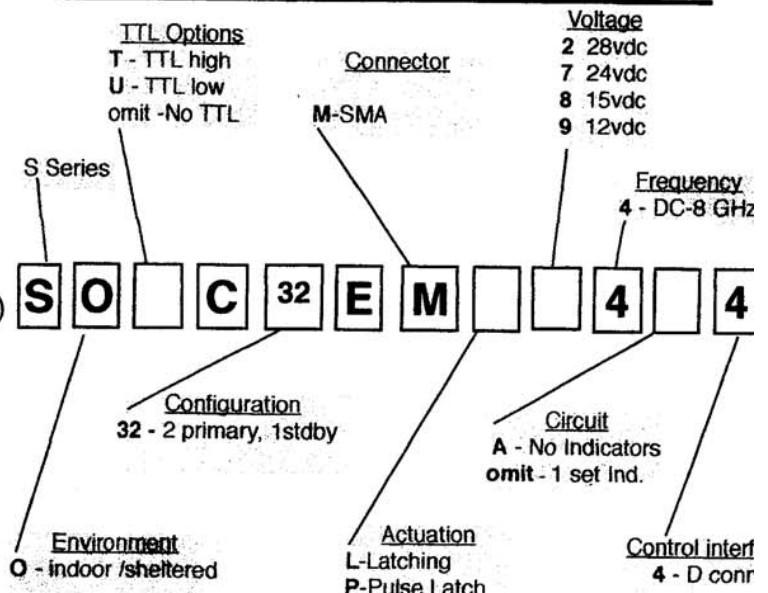 TTL Options
T - TTL high
U - TTL low
omit -No TTL
Connector
M-SMA
Voltage
2 28vdc
7 24vdc
8 15vdc
9 12vdc
S Series
Frequency
4 - DC-8 GHz
S O C 32 E M 4 4
Configuration
32 - 2 primary, 1stdby
Circuit
A - No Indicators
omit - 1 set Ind.
Environment
O - indoor /sheltered
Actuation
L-Latching
P-Pulse Latch
Control interf
4 - D conn